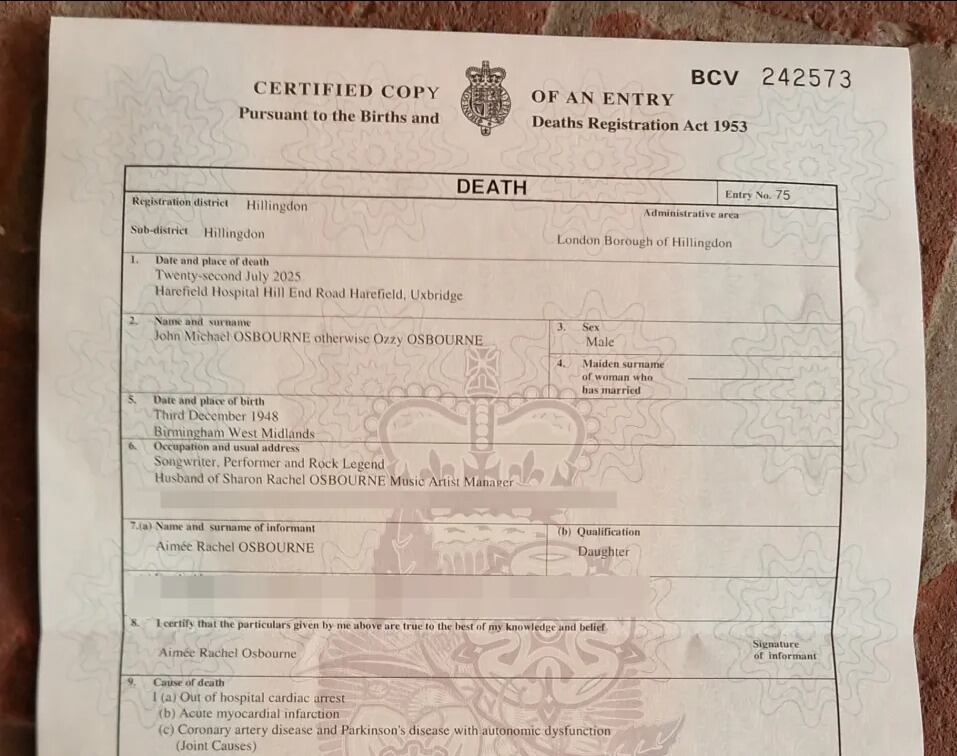 BCV 242573
CERTIFIED COPY OF AN ENTRY
Pursuant to the Births and Deaths Registration Act 1953
DEATH
Entry No. 75
Registration district Hillingdon
Administrative area
Sub-district Hillingdon
London Borough of Hillingdon
1. Date and place of death
Twenty-second July 2025
Harefield Hospital Hill End Road Harefield, Uxbridge
2. Name and surname
John Michael OSBOURNE otherwise Ozzy OSBOURNE
3. Sex
Male
4. Maiden surname
of woman who
has married
5. Date and place of birth
Third December 1948
Birmingham West Midlands
6. Occupation and usual address
Songwriter, Performer and Rock Legend
Husband of Sharon Rachel OSBOURNE Music Artist Manager
7.(a) Name and surname of informant
Aimée Rachel OSBOURNE
(b) Qualification
Daughter
8. I certify that the particulars given by me above are true to the best of my knowledge and belief
Aimée Rachel Osbourne
Signature
of informant
9. Cause of death
I (a) Out of hospital cardiac arrest
(b) Acute myocardial infarction
(c) Coronary artery disease and Parkinson's disease with autonomic dysfunction
(Joint Causes)